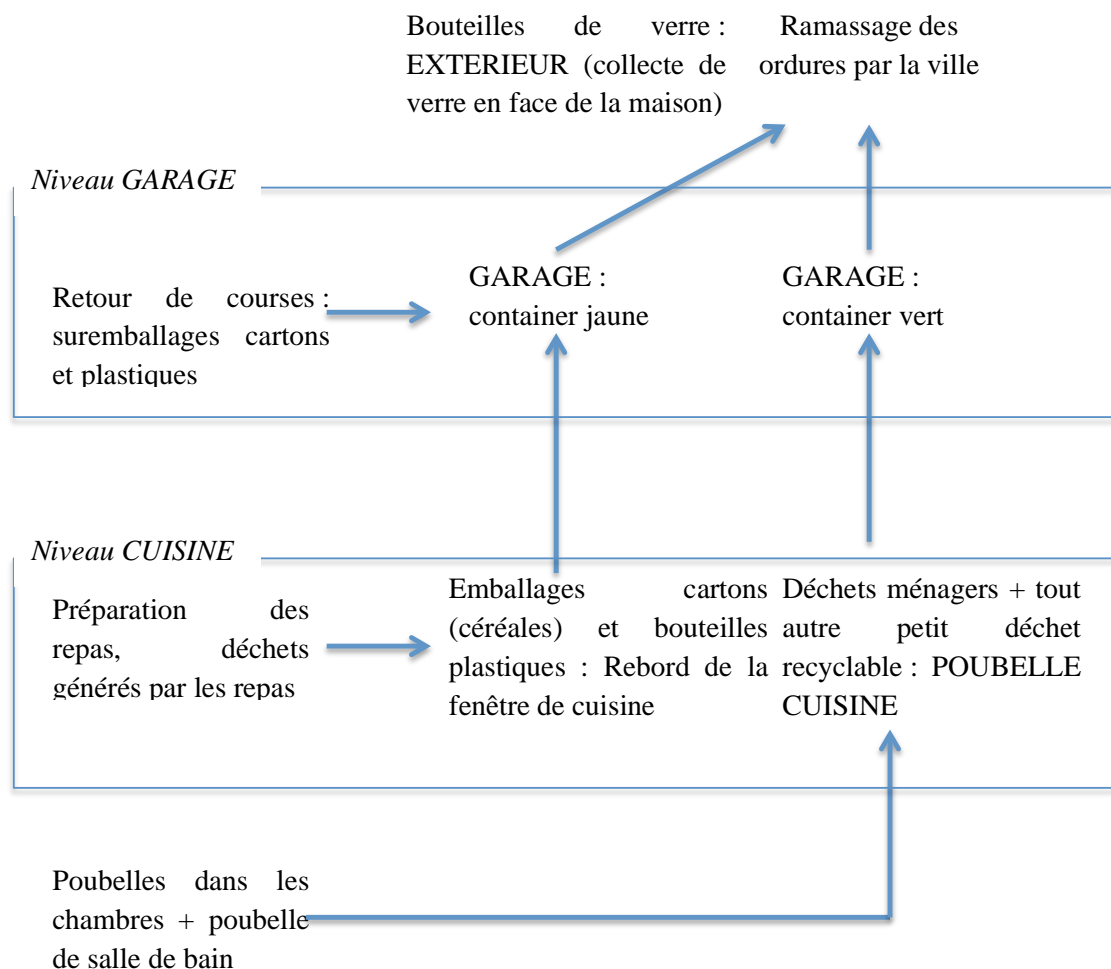 Bouteilles de verre :
EXTERIEUR (collecte de
verre en face de la maison)
Ramassage des
ordures par la ville
Niveau GARAGE
Retour de courses :
suremballages cartons
et plastiques
GARAGE :
container jaune
GARAGE :
container vert
Niveau CUISINE
Préparation des
repas, déchets
générés par les repas
Emballages cartons
(céréales) et bouteilles
plastiques : Rebord de la
fenêtre de cuisine
Déchets ménagers + tout
autre petit déchet
recyclable : POUBELLE
CUISINE
Poubelles dans les
chambres + poubelle
de salle de bain